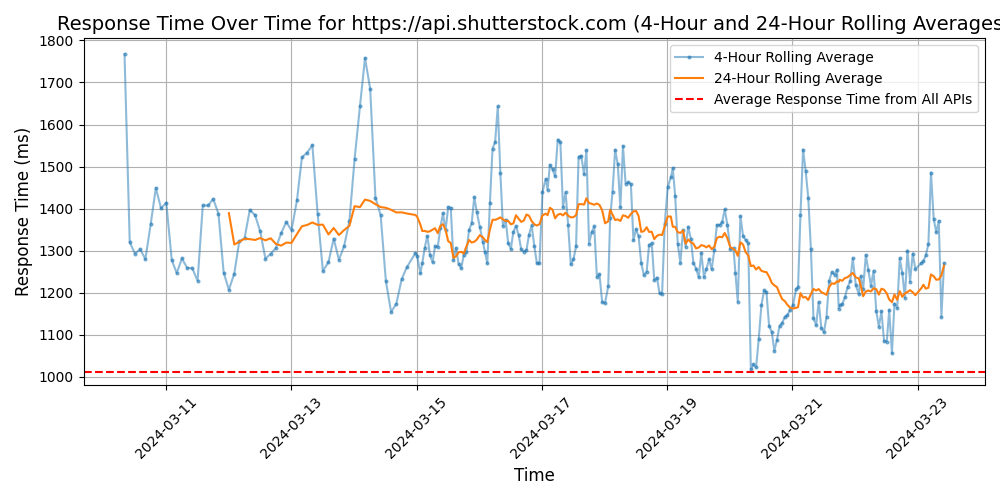 Response Time Over Time for https://api.shutterstock.com (4-Hour and 24-Hour Rolling Averages
4-Hour Rolling Average
24-Hour Rolling Average
Average Response Time from All APIs
Response Time (ms)
1800
1700
1600
1500
1400
1300
1200
1100
1000
2024-03-11
2024-03-13
2024-03-15
2024-03-17
2024-03-19
2024-03-21
2024-03-23
Time